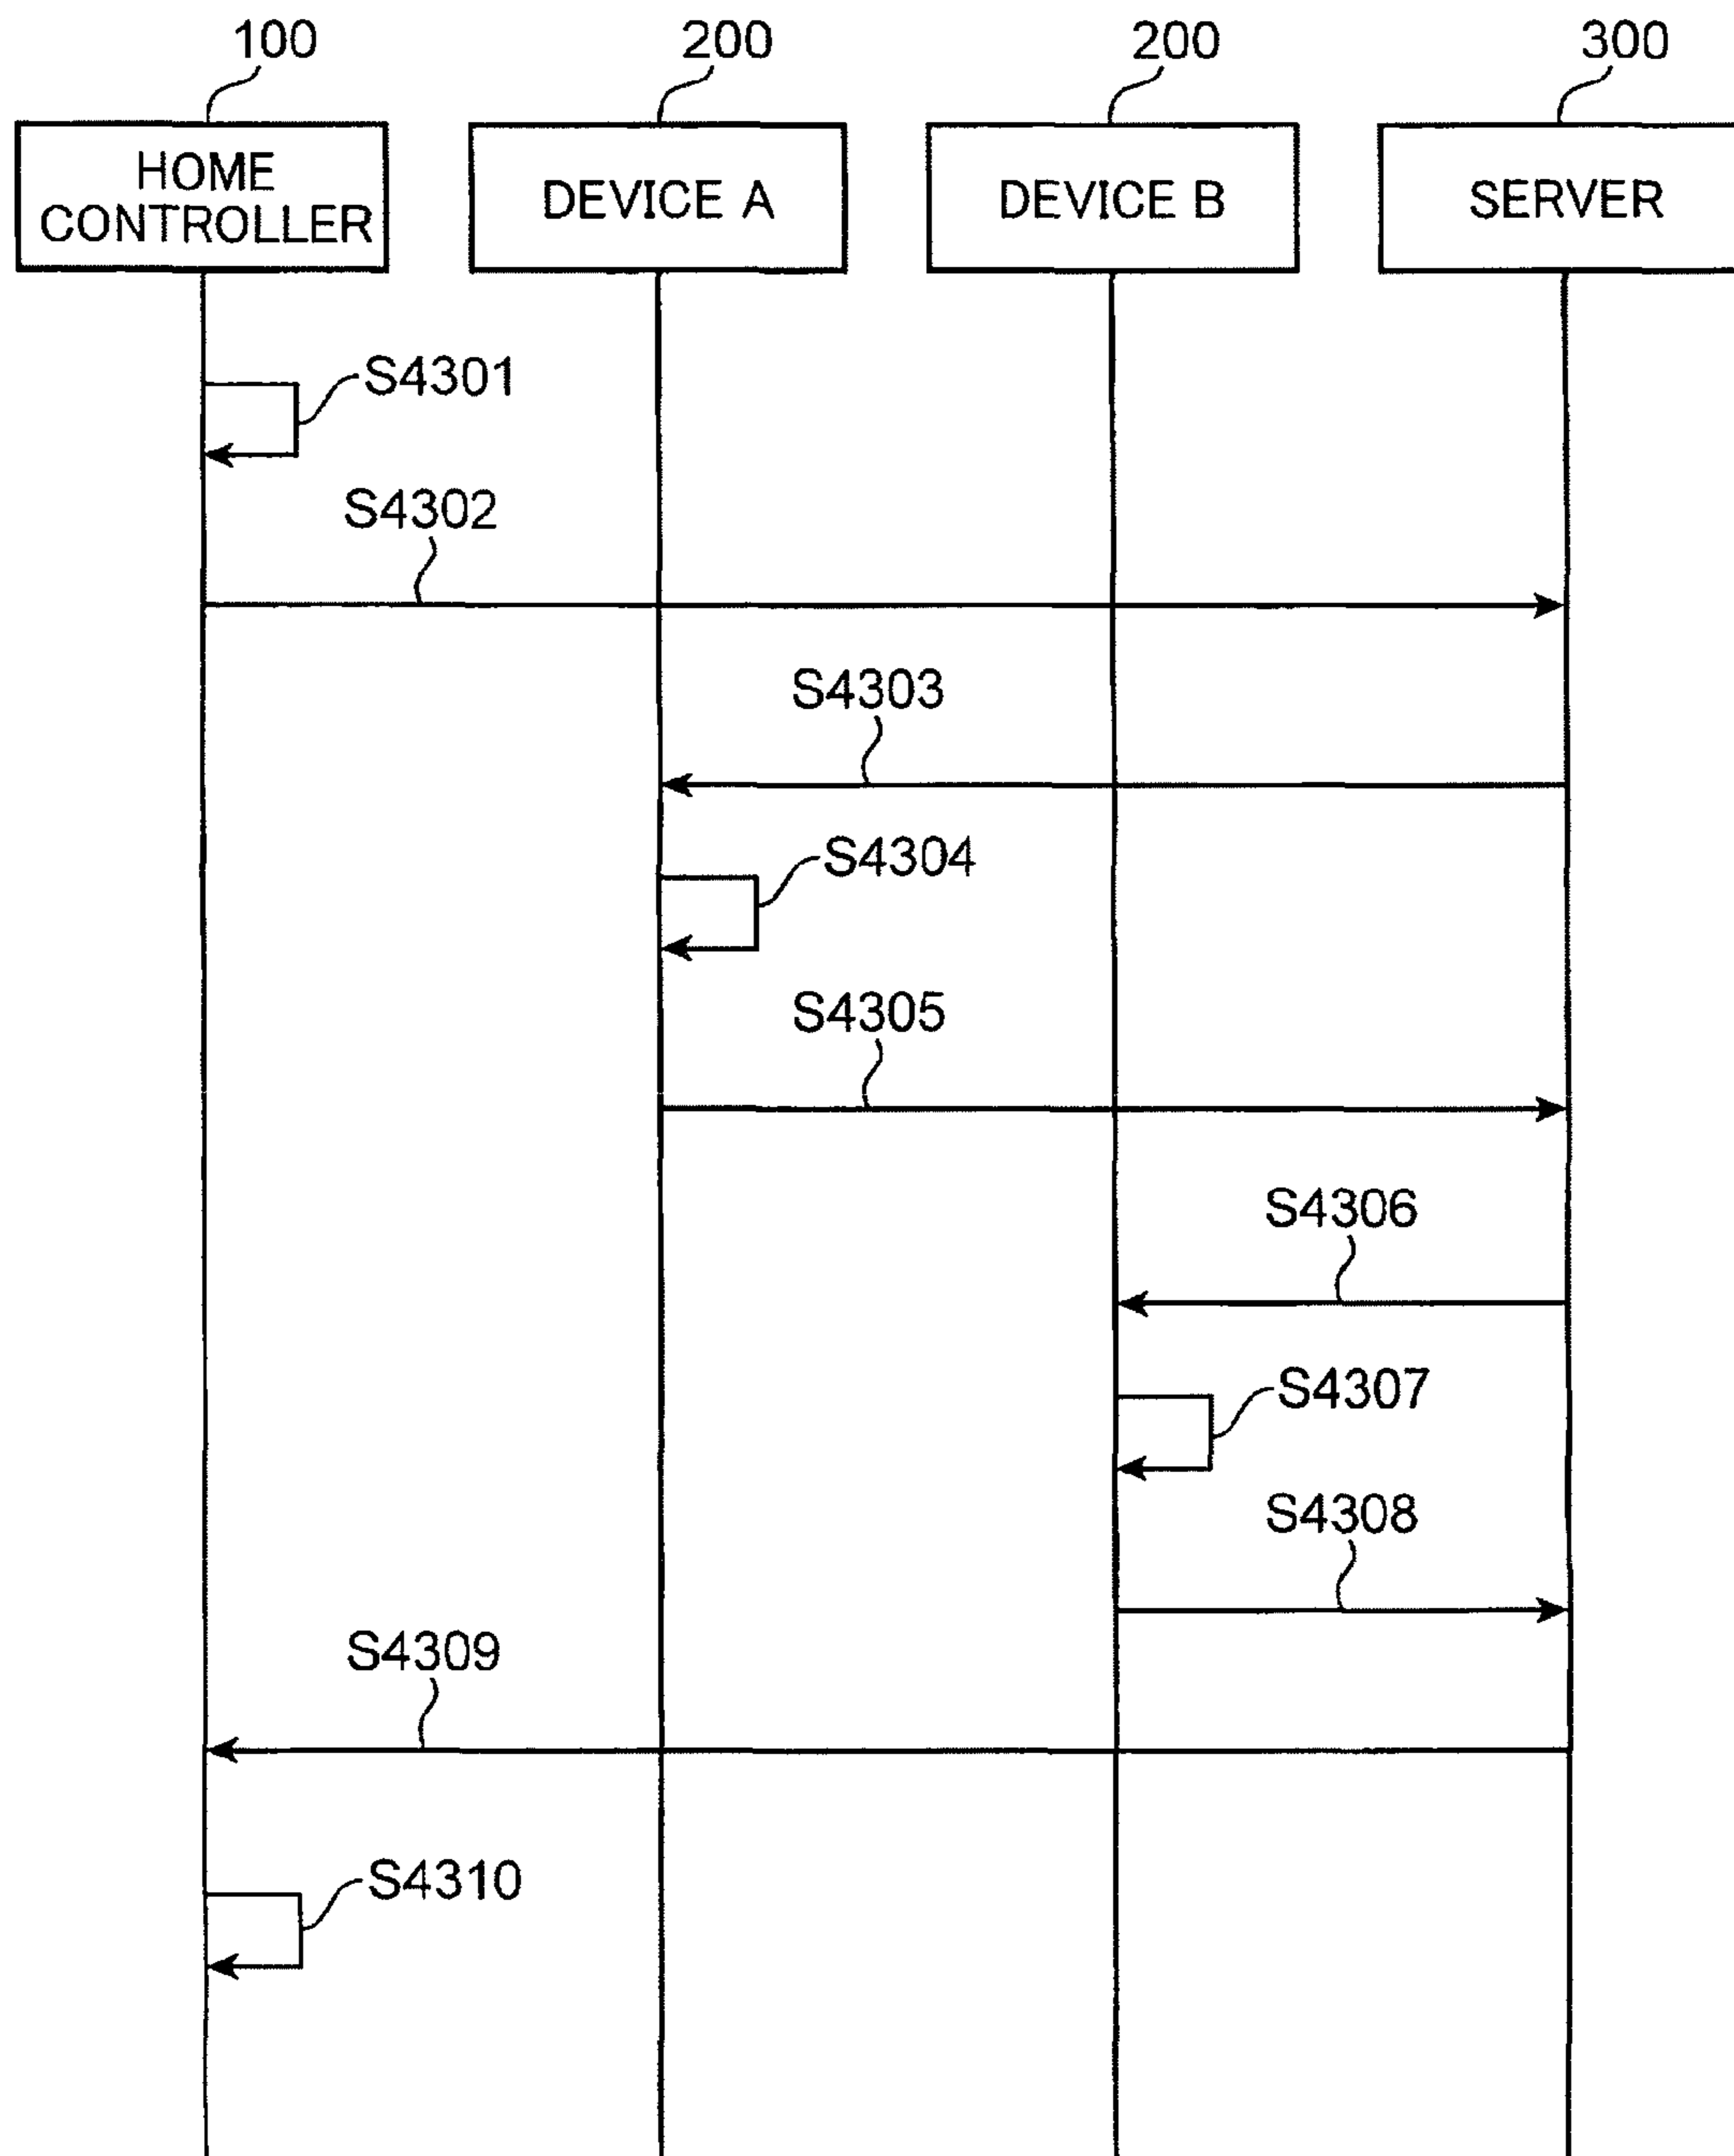 100
200
200
300
HOME
CONTROLLER
DEVICE A
DEVICE B
SERVER
S4301
S4302
S4303
S4304
S4305
S4306
S4307
S4308
S4309
S4310